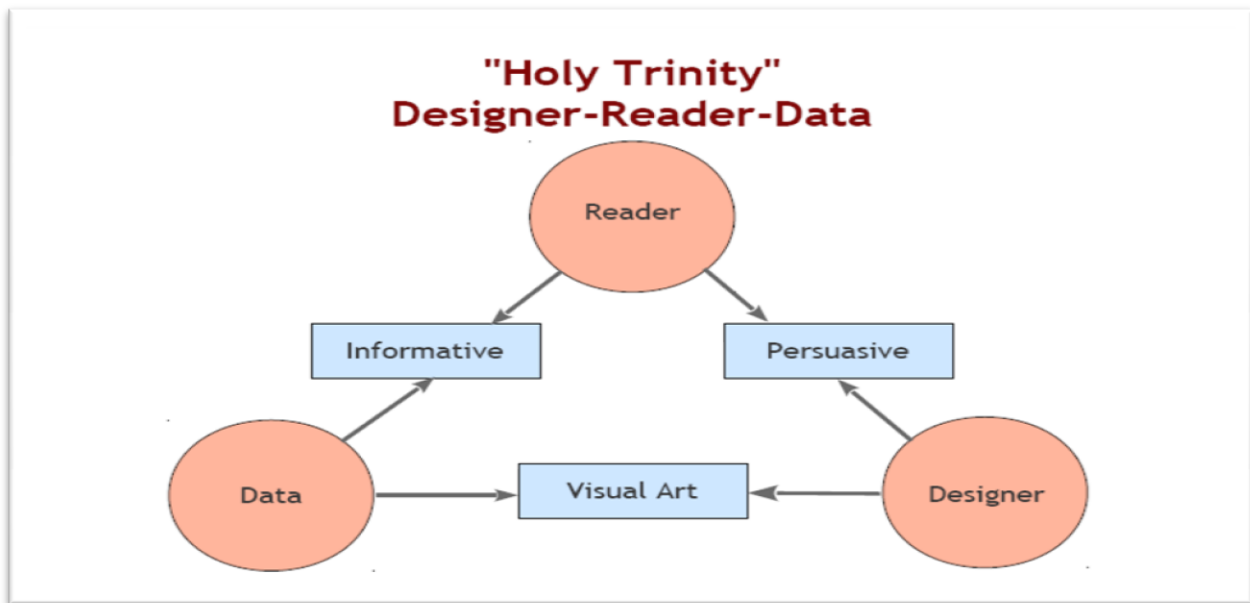 "Holy Trinity"
Designer-Reader-Data
Reader
Informative
Persuasive
Data
Visual Art
Designer